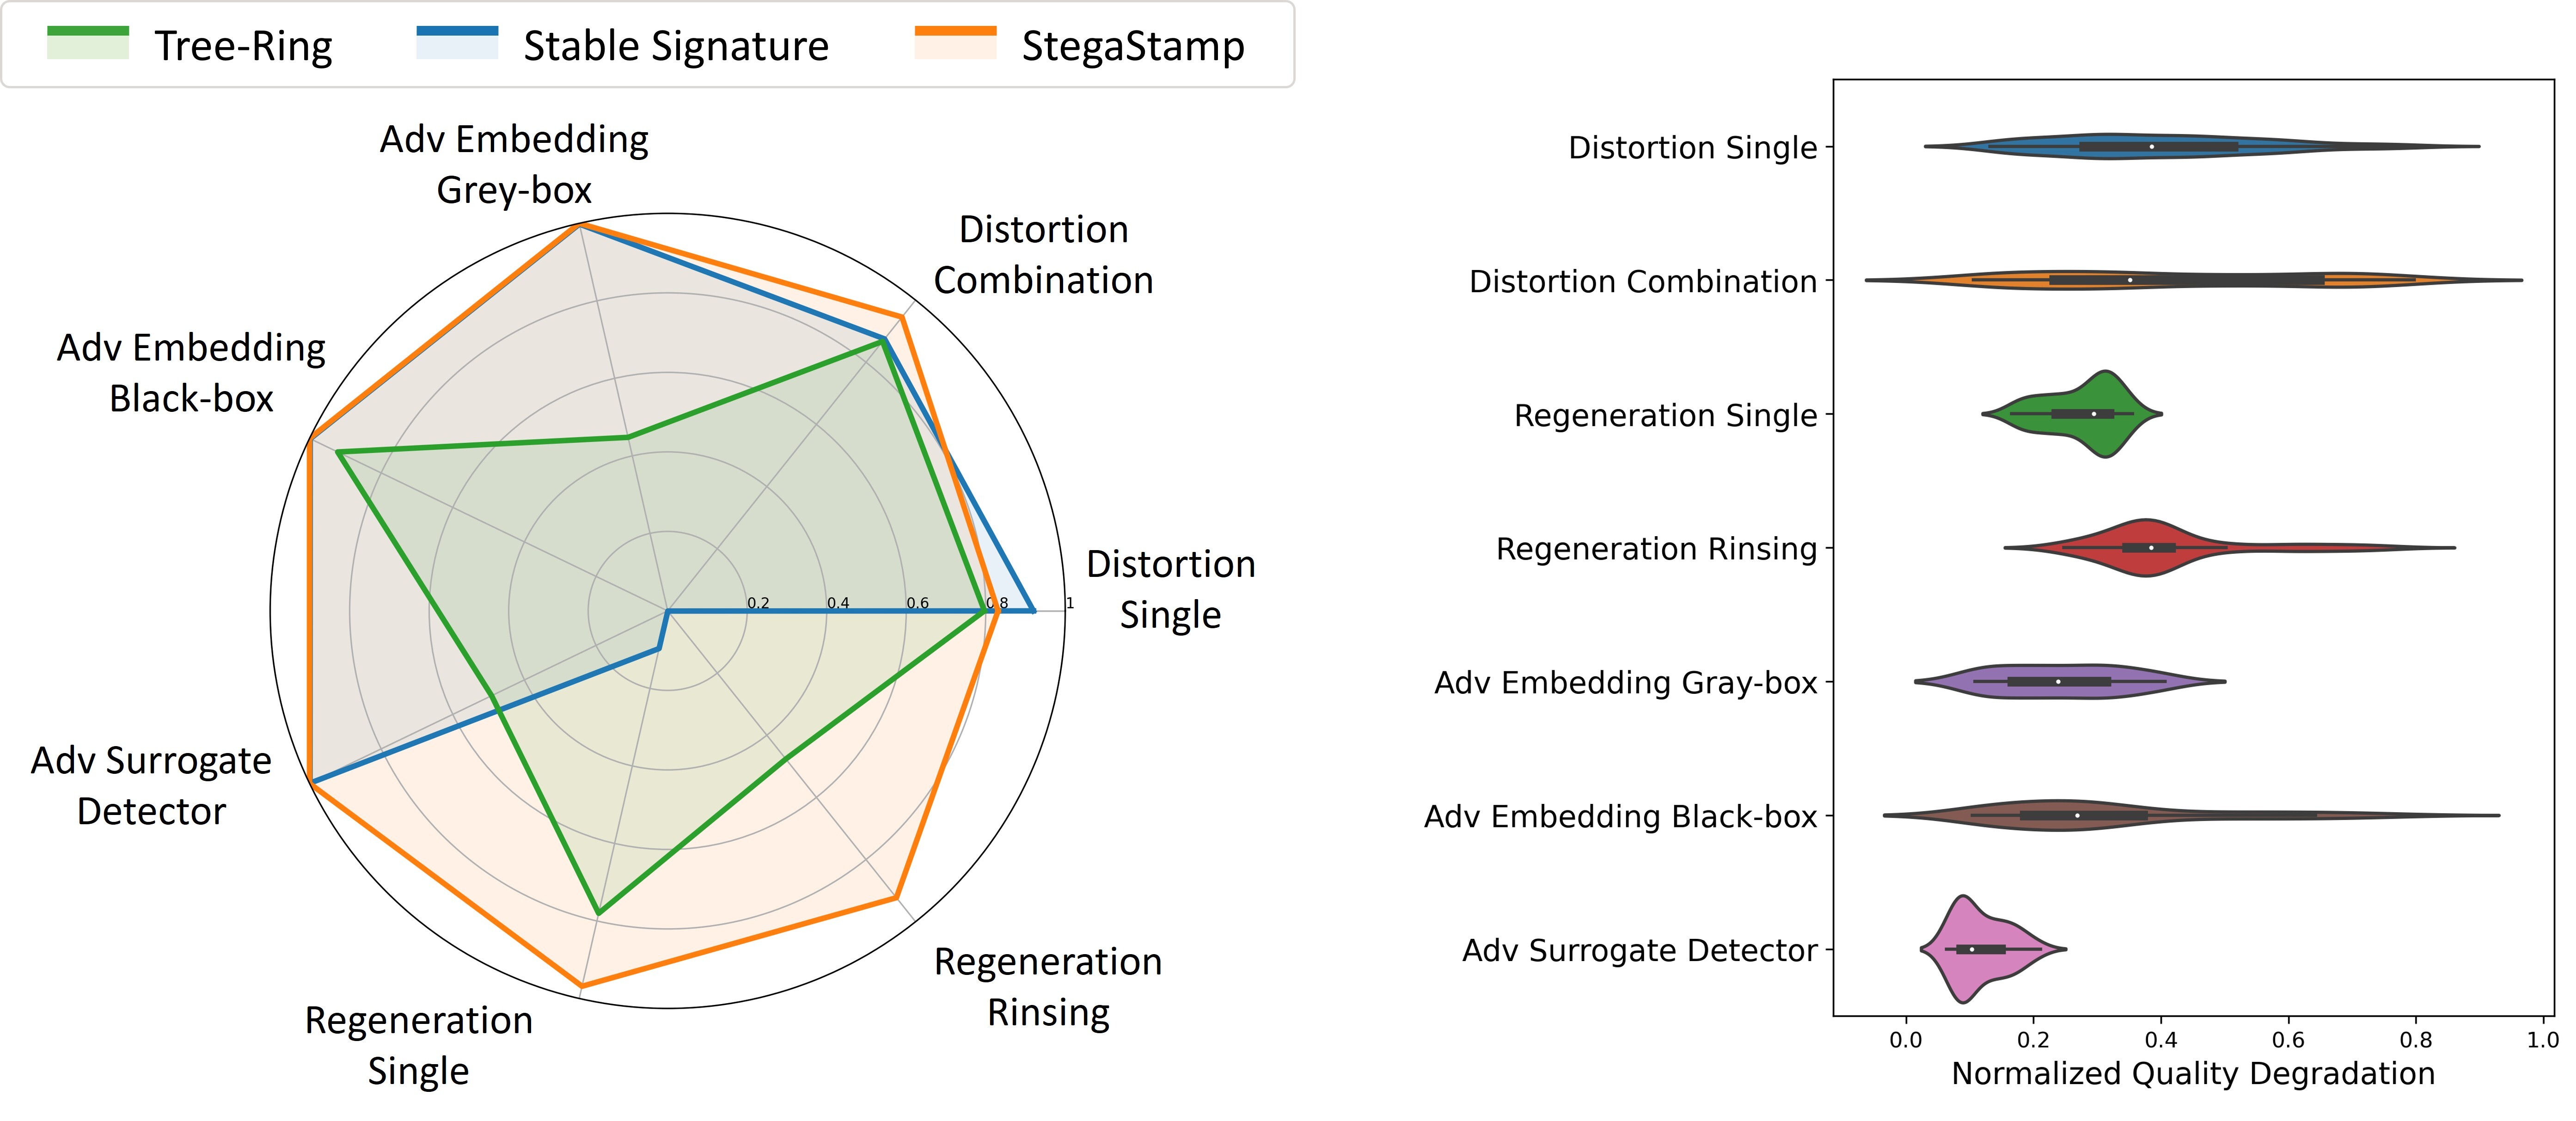 Tree-Ring
Stable Signature
StegaStamp
Adv Embedding
Grey-box
Distortion
Combination
Adv Embedding
Black-box
Distortion
Single
0.2
0.4
0.6
0.8
1
Adv Surrogate
Detector
Regeneration
Rinsing
Regeneration
Single
Distortion Single
Distortion Combination
Regeneration Single
Regeneration Rinsing
Adv Embedding Gray-box
Adv Embedding Black-box
Adv Surrogate Detector
0.0
0.2
0.4
0.6
0.8
1.0
Normalized Quality Degradation